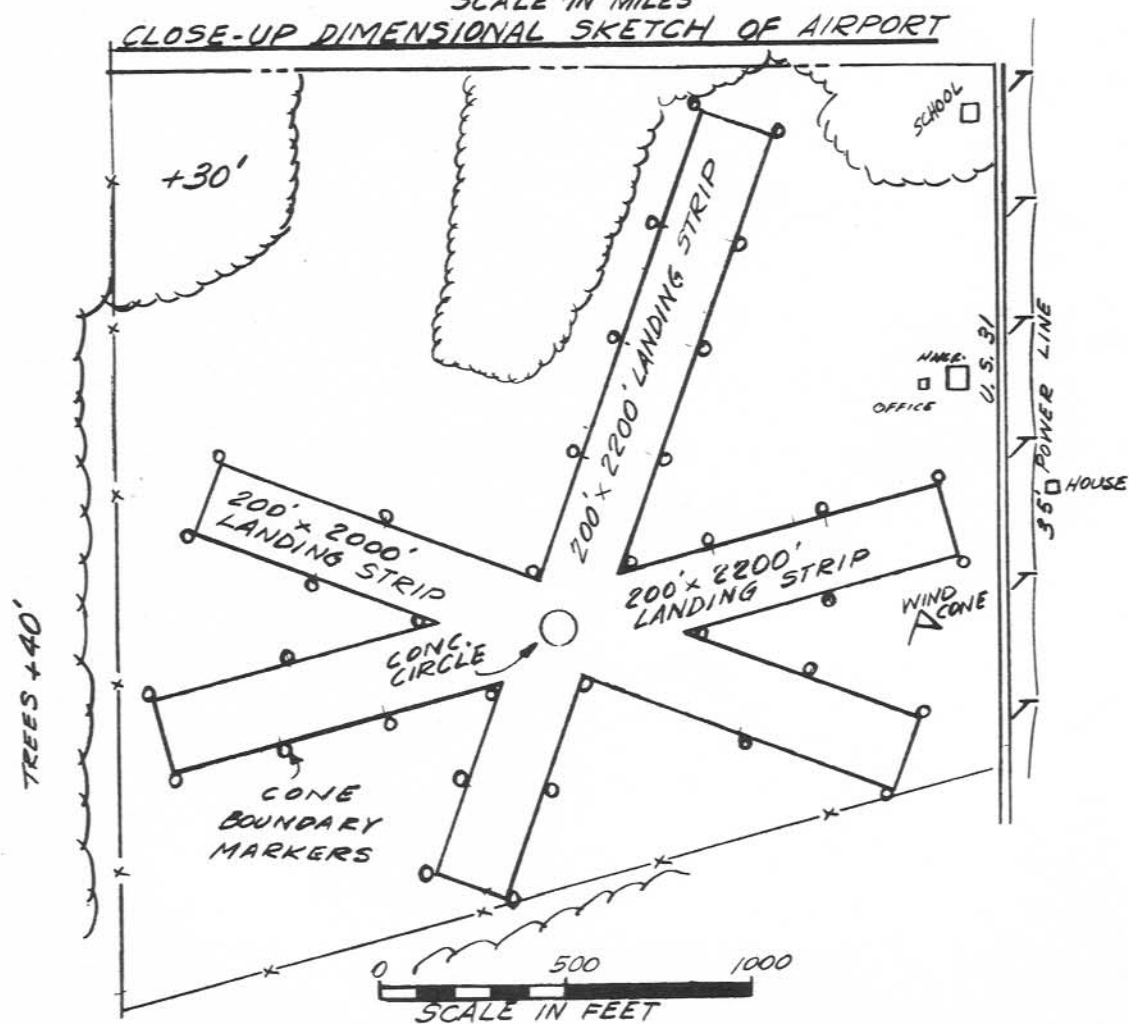 SCALE IN MILES
CLOSE-UP DIMENSIONAL SKETCH OF AIRPORT
SCHOOL
+30'
200' x 2200' LANDING STRIP
U.S. 31
35' POWER LINE
OFFICE
HOUSE
200' x 2000'
LANDING STRIP
200' x 2200'
LANDING STRIP
WIND
CONE
CONC.
CIRCLE
TREES +40'
CONE
BOUNDARY
MARKERS
0 500 1000
SCALE IN FEET